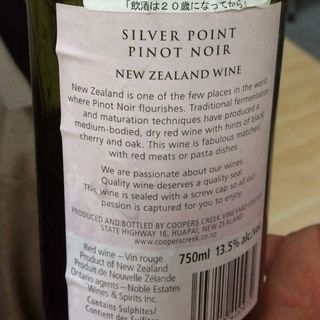 「飲酒は２０歳になってから」
SILVER POINT
PINOT NOIR
NEW ZEALAND WINE
New Zealand is one of the few places in the world
where Pinot Noir flourishes. Traditional fermentation
and maturation techniques have produced a
medium-bodied, dry red wine with hints of black
cherry and oak. This wine is fabulous matched
with red meats or pasta dishes.
We are passionate about our wines.
Quality wine deserves a quality seal.
This wine is sealed with a screw cap so all our
passion is captured for you to enjoy.
PRODUCED AND BOTTLED BY COOPERS CREEK VINEYARD LIMITED
STATE HIGHWAY 16, HUAPAI, NEW ZEALAND
www.cooperscreek.co.nz
Red wine – Vin rouge
Product of New Zealand
Produit de Nouvelle Zélande
Ontario agents – Noble Estates
Wines & Spirits Inc.
Contains Sulphites/
Contient des Sulfites
750ml 13.5% alc/vol